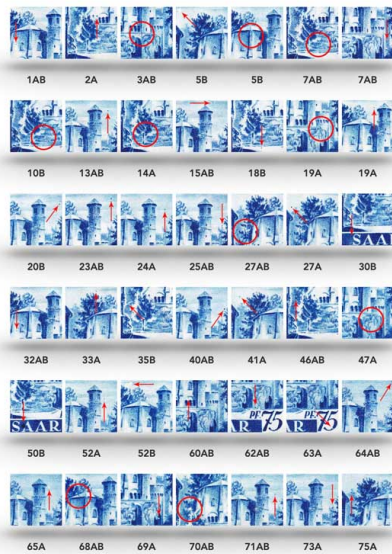 1AB 2A 3AB 5B 5B 7AB 7AB
10B 13AB 14A 15AB 18B 19A 19A
20B 23AB 24A 25AB 27AB 27A 30B
SAAR
32AB 33A 35B 40AB 41A 46AB 47A
SAAR
PF 75
R
PF 75
AR
50B 52A 52B 60AB 62AB 63A 64AB
65A 68AB 69A 70AB 71AB 73A 75A